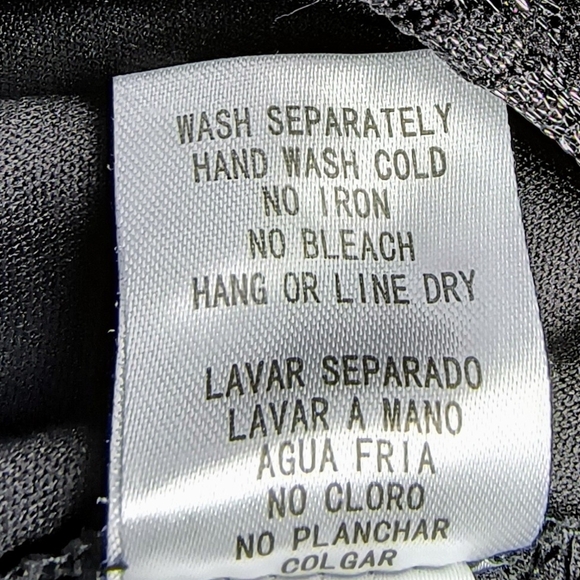 WASH SEPARATELY
HAND WASH COLD
NO IRON
NO BLEACH
HANG OR LINE DRY
LAVAR SEPARADO
LAVAR A MANO
AGUA FRIA
NO CLORO
NO PLANCHAR
COLGAR